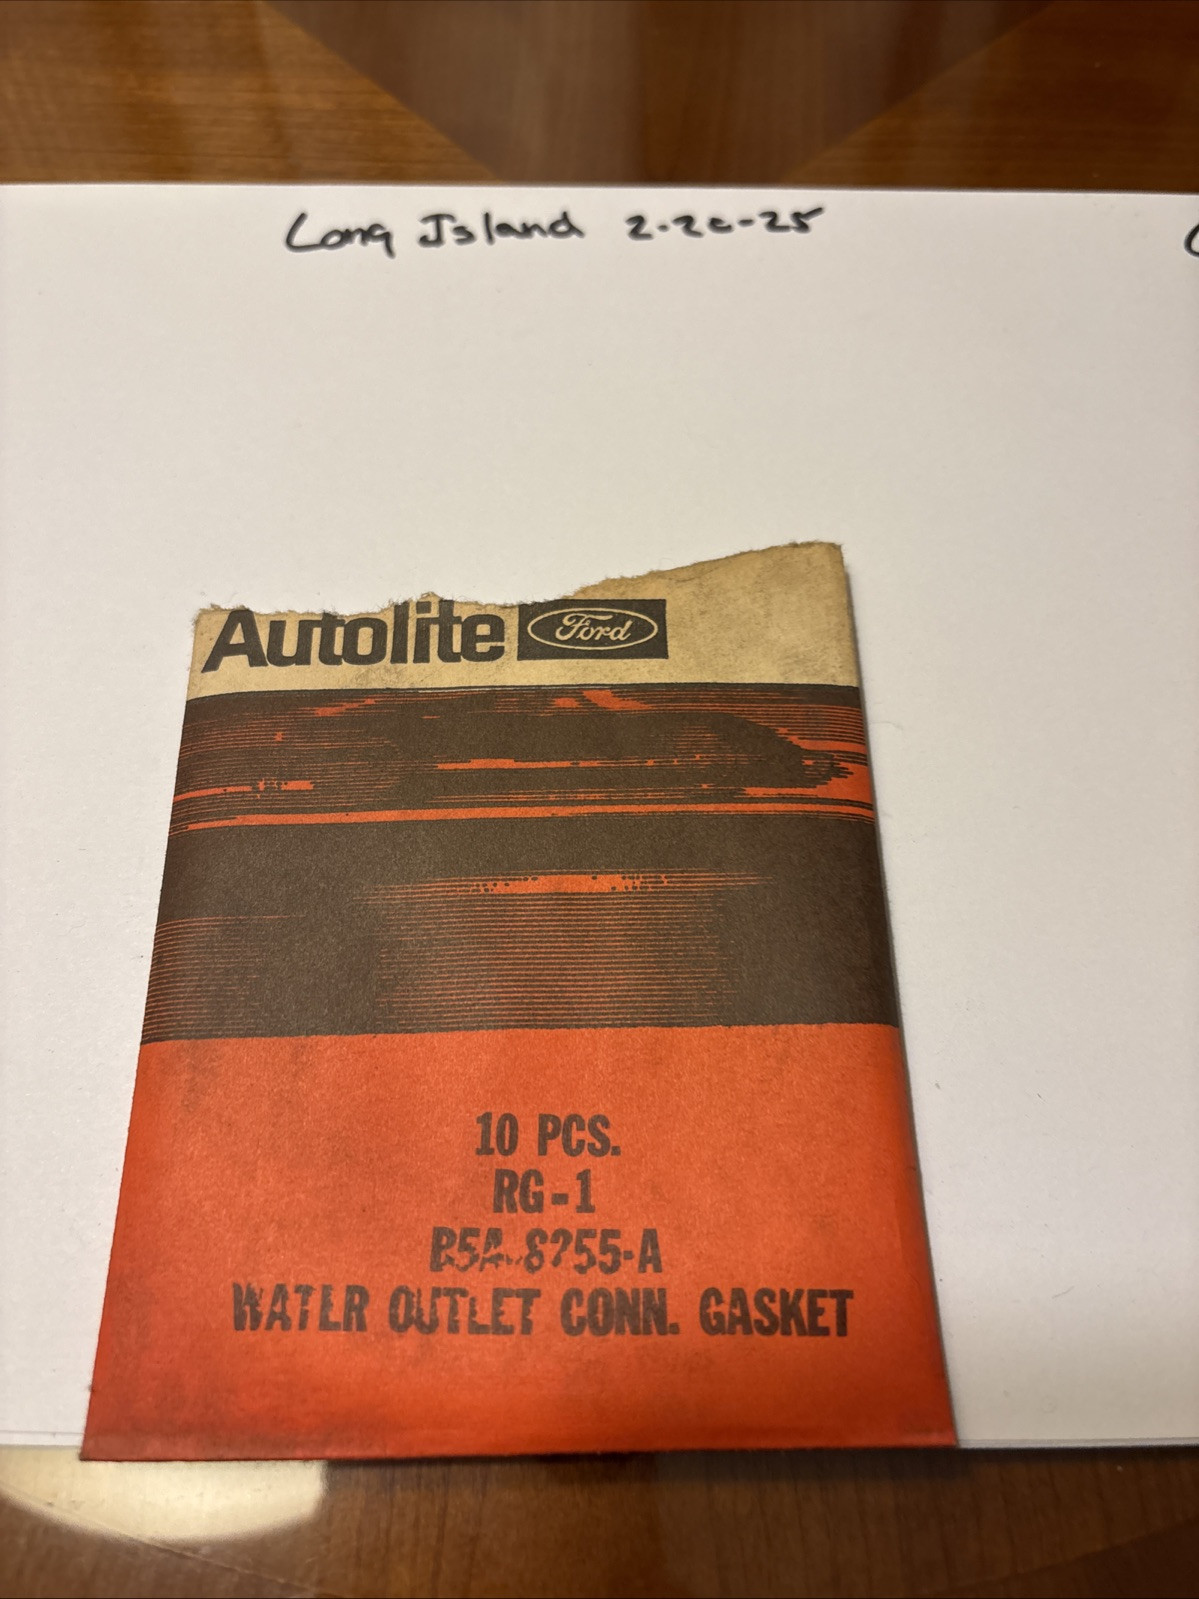 Long Island 2-20-25
Autolite Ford
10 PCS.
RG-1
B5A-8255-A
WATER OUTLET CONN. GASKET